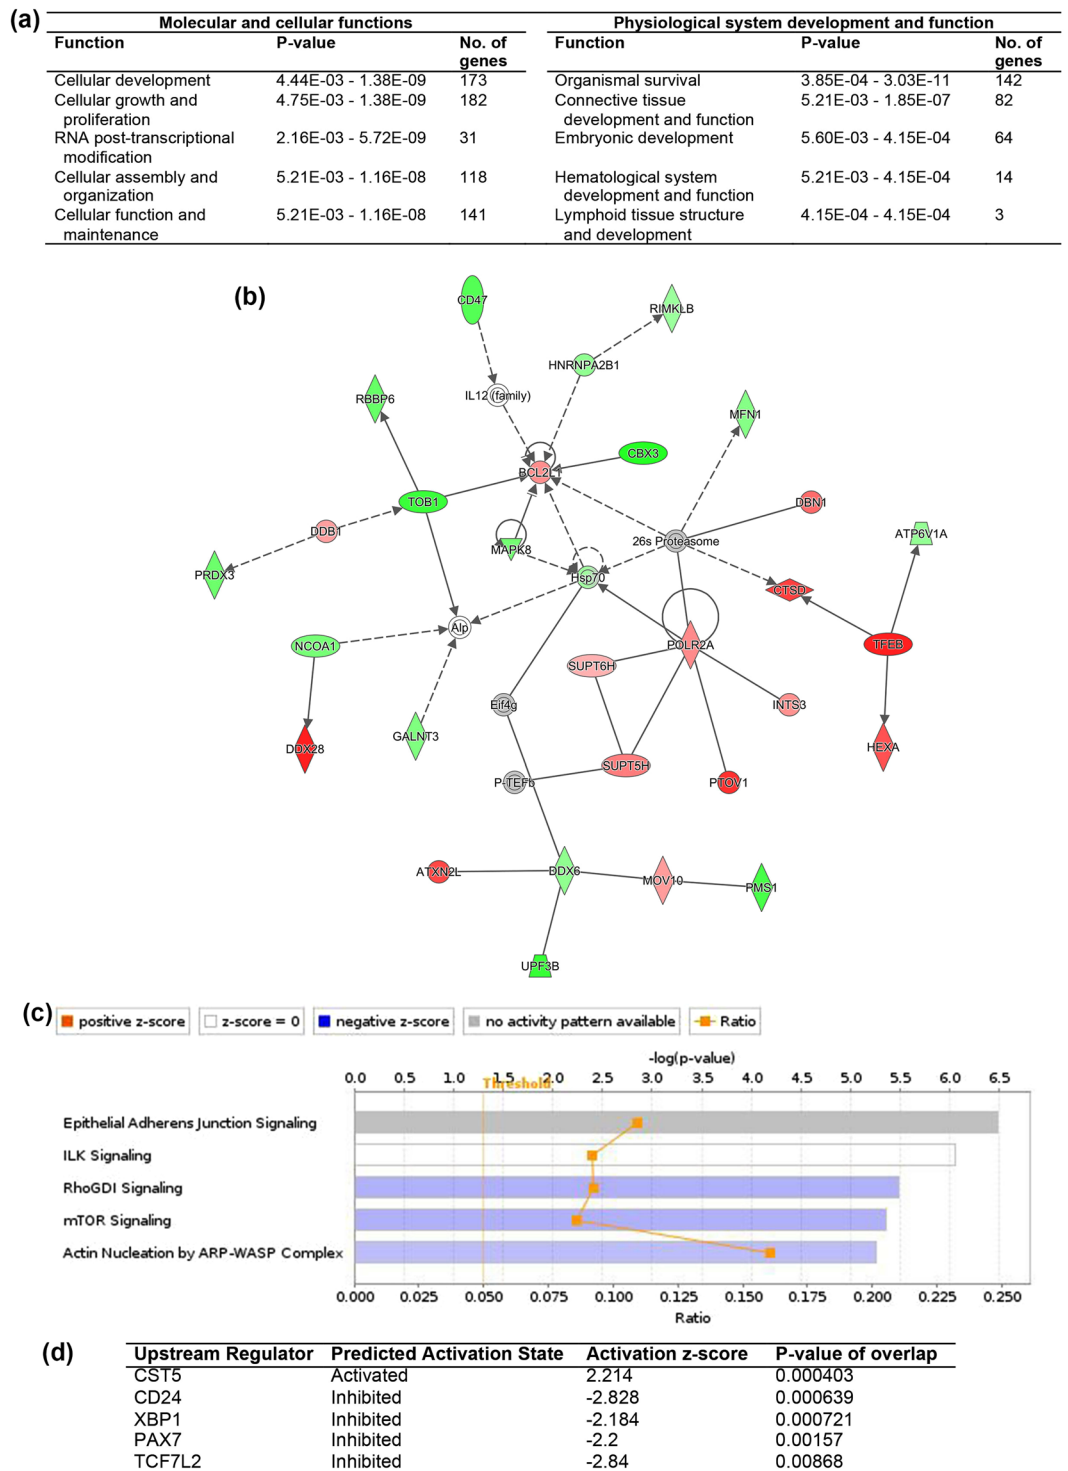 (a)
Molecular and cellular functions
Physiological system development and function
Function P-value No. of genes
Function P-value No. of genes
Cellular development 4.44E-03 - 1.38E-09 173
Organismal survival 3.85E-04 - 3.03E-11 142
Cellular growth and proliferation 4.75E-03 - 1.38E-09 182
Connective tissue development and function 5.21E-03 - 1.85E-07 82
RNA post-transcriptional modification 2.16E-03 - 5.72E-09 31
Embryonic development 5.60E-03 - 4.15E-04 64
Cellular assembly and organization 5.21E-03 - 1.16E-08 118
Hematological system development and function 5.21E-03 - 4.15E-04 14
Cellular function and maintenance 5.21E-03 - 1.16E-08 141
Lymphoid tissue structure and development 4.15E-04 - 4.15E-04 3
(b)
CD47
RIMKLB
HNRNPA2B1
IL12 (family)
RBBP6
MFN1
CBX3
BCL2L1
TOB1
DBN1
DDB1
ATP6V1A
26s Proteasome
MAPK8
PRDX3
Hsp70
CTSD
Alp
NCOA1
TFEB
POLR2A
SUPT6H
Eif4g
INTS3
GALNT3
DDX28
HEXA
SUPT5H
P-TEFb
PTOV1
ATXN2L
DDX6
MOV10
PMS1
UPF3B
(c)
positive z-score
z-score = 0
negative z-score
no activity pattern available
Ratio
-log(p-value)
0.0 0.5 1.0 1.5 2.0 2.5 3.0 3.5 4.0 4.5 5.0 5.5 6.0 6.5
Threshold
Epithelial Adherens Junction Signaling
ILK Signaling
RhoGDI Signaling
mTOR Signaling
Actin Nucleation by ARP-WASP Complex
0.000 0.025 0.050 0.075 0.100 0.125 0.150 0.175 0.200 0.225 0.250
Ratio
(d)
Upstream Regulator Predicted Activation State Activation z-score P-value of overlap
CST5 Activated 2.214 0.000403
CD24 Inhibited -2.828 0.000639
XBP1 Inhibited -2.184 0.000721
PAX7 Inhibited -2.2 0.00157
TCF7L2 Inhibited -2.84 0.00868